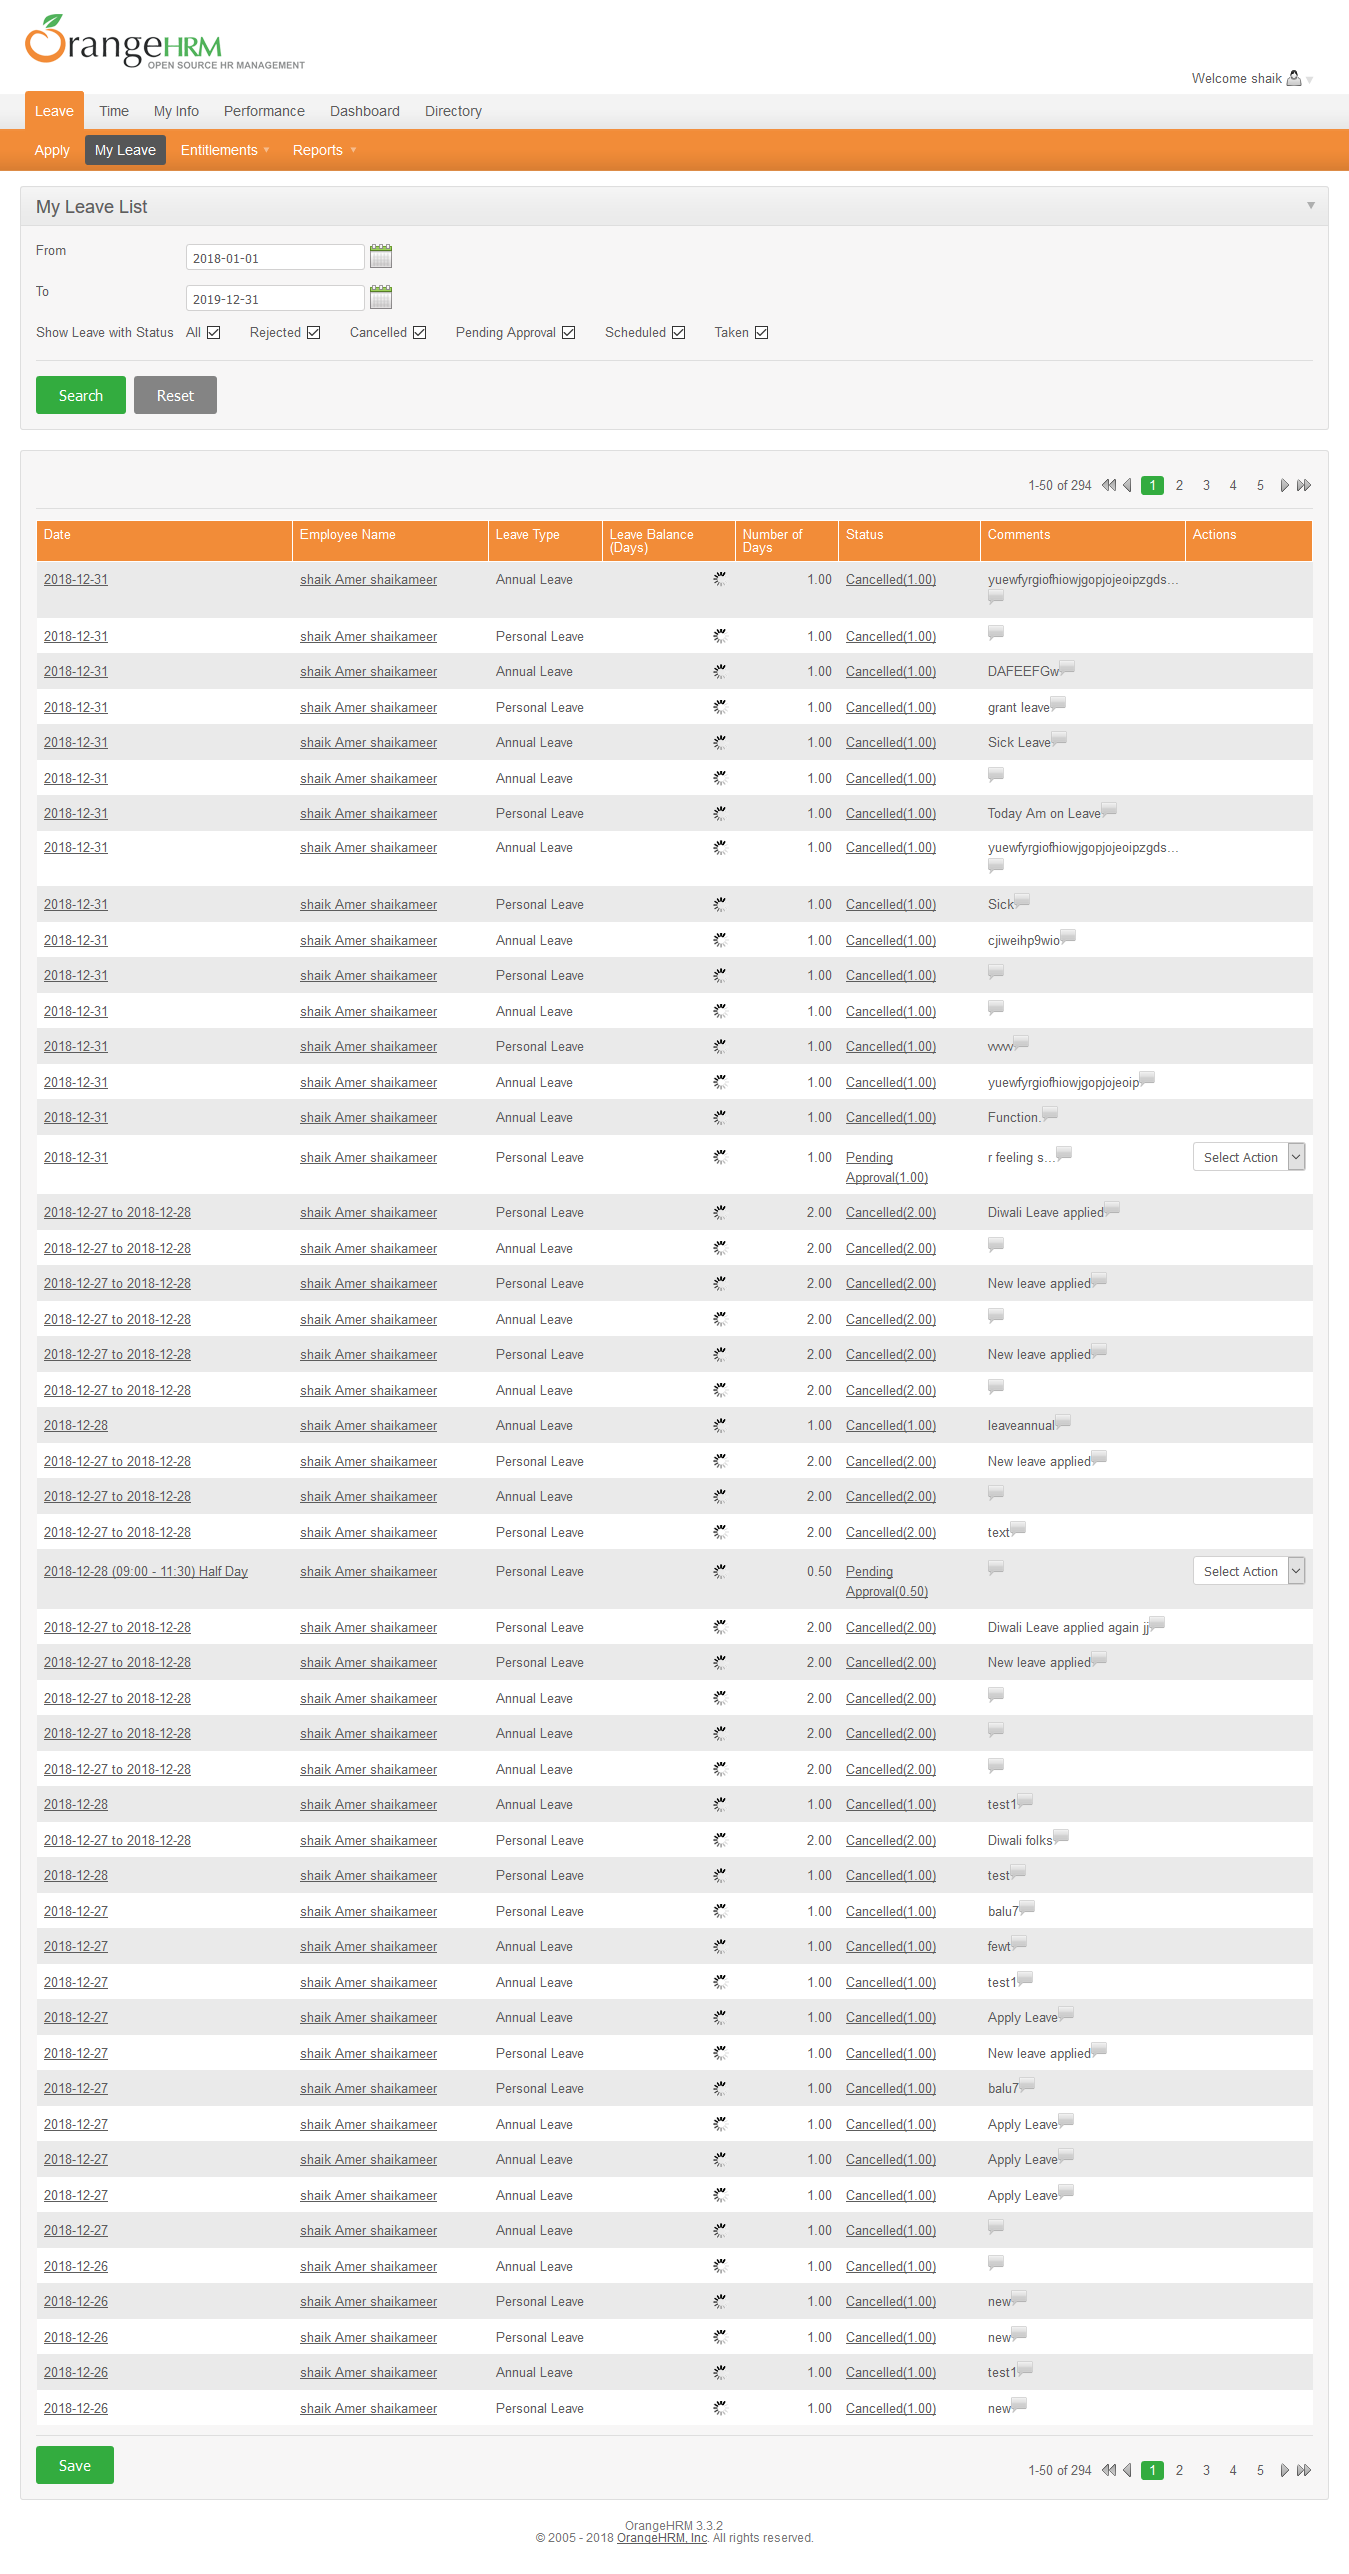 OrangeHRM
OPEN SOURCE HR MANAGEMENT
Welcome shaik
Leave Time My Info Performance Dashboard Directory
Apply My Leave Entitlements Reports
My Leave List
From 2018-01-01
To 2019-12-31
Show Leave with Status All Rejected Cancelled Pending Approval Scheduled Taken
Search Reset
1-50 of 294 1 2 3 4 5
Date Employee Name Leave Type Leave Balance (Days) Number of Days Status Comments Actions
2018-12-31 shaik Amer shaikameer Annual Leave 1.00 Cancelled(1.00) yuewfyrgiofhiowjgopjojeoipzgds...
2018-12-31 shaik Amer shaikameer Personal Leave 1.00 Cancelled(1.00)
2018-12-31 shaik Amer shaikameer Annual Leave 1.00 Cancelled(1.00) DAFEEFGw
2018-12-31 shaik Amer shaikameer Personal Leave 1.00 Cancelled(1.00) grant leave
2018-12-31 shaik Amer shaikameer Annual Leave 1.00 Cancelled(1.00) Sick Leave
2018-12-31 shaik Amer shaikameer Annual Leave 1.00 Cancelled(1.00)
2018-12-31 shaik Amer shaikameer Personal Leave 1.00 Cancelled(1.00) Today Am on Leave
2018-12-31 shaik Amer shaikameer Annual Leave 1.00 Cancelled(1.00) yuewfyrgiofhiowjgopjojeoipzgds...
2018-12-31 shaik Amer shaikameer Personal Leave 1.00 Cancelled(1.00) Sick
2018-12-31 shaik Amer shaikameer Annual Leave 1.00 Cancelled(1.00) cjiweihp9wio
2018-12-31 shaik Amer shaikameer Personal Leave 1.00 Cancelled(1.00)
2018-12-31 shaik Amer shaikameer Annual Leave 1.00 Cancelled(1.00)
2018-12-31 shaik Amer shaikameer Personal Leave 1.00 Cancelled(1.00)
2018-12-31 shaik Amer shaikameer Annual Leave 1.00 Cancelled(1.00) yuewfyrgiofhiowjgopjojeoip
2018-12-31 shaik Amer shaikameer Annual Leave 1.00 Cancelled(1.00) Function.
2018-12-31 shaik Amer shaikameer Personal Leave 1.00 Pending Approval(1.00) r feeling s... Select Action
2018-12-27 to 2018-12-28 shaik Amer shaikameer Personal Leave 2.00 Cancelled(2.00) Diwali Leave applied
2018-12-27 to 2018-12-28 shaik Amer shaikameer Annual Leave 2.00 Cancelled(2.00)
2018-12-27 to 2018-12-28 shaik Amer shaikameer Personal Leave 2.00 Cancelled(2.00) New leave applied
2018-12-27 to 2018-12-28 shaik Amer shaikameer Annual Leave 2.00 Cancelled(2.00)
2018-12-27 to 2018-12-28 shaik Amer shaikameer Personal Leave 2.00 Cancelled(2.00) New leave applied
2018-12-27 to 2018-12-28 shaik Amer shaikameer Annual Leave 2.00 Cancelled(2.00)
2018-12-28 shaik Amer shaikameer Annual Leave 1.00 Cancelled(1.00) leaveannual
2018-12-27 to 2018-12-28 shaik Amer shaikameer Personal Leave 2.00 Cancelled(2.00) New leave applied
2018-12-27 to 2018-12-28 shaik Amer shaikameer Annual Leave 2.00 Cancelled(2.00)
2018-12-27 to 2018-12-28 shaik Amer shaikameer Personal Leave 2.00 Cancelled(2.00) text
2018-12-28 (09:00 - 11:30) Half Day shaik Amer shaikameer Personal Leave 0.50 Pending Approval(0.50) Select Action
2018-12-27 to 2018-12-28 shaik Amer shaikameer Personal Leave 2.00 Cancelled(2.00) Diwali Leave applied again jj
2018-12-27 to 2018-12-28 shaik Amer shaikameer Personal Leave 2.00 Cancelled(2.00) New leave applied
2018-12-27 to 2018-12-28 shaik Amer shaikameer Annual Leave 2.00 Cancelled(2.00)
2018-12-27 to 2018-12-28 shaik Amer shaikameer Annual Leave 2.00 Cancelled(2.00)
2018-12-27 to 2018-12-28 shaik Amer shaikameer Annual Leave 2.00 Cancelled(2.00)
2018-12-28 shaik Amer shaikameer Annual Leave 1.00 Cancelled(1.00) test1
2018-12-27 to 2018-12-28 shaik Amer shaikameer Personal Leave 2.00 Cancelled(2.00) Diwali folks
2018-12-28 shaik Amer shaikameer Personal Leave 1.00 Cancelled(1.00) test
2018-12-27 shaik Amer shaikameer Personal Leave 1.00 Cancelled(1.00) balu7
2018-12-27 shaik Amer shaikameer Annual Leave 1.00 Cancelled(1.00) fewt
2018-12-27 shaik Amer shaikameer Annual Leave 1.00 Cancelled(1.00) test1
2018-12-27 shaik Amer shaikameer Annual Leave 1.00 Cancelled(1.00) Apply Leave
2018-12-27 shaik Amer shaikameer Personal Leave 1.00 Cancelled(1.00) New leave applied
2018-12-27 shaik Amer shaikameer Personal Leave 1.00 Cancelled(1.00) balu7
2018-12-27 shaik Amer shaikameer Annual Leave 1.00 Cancelled(1.00) Apply Leave
2018-12-27 shaik Amer shaikameer Annual Leave 1.00 Cancelled(1.00) Apply Leave
2018-12-27 shaik Amer shaikameer Annual Leave 1.00 Cancelled(1.00) Apply Leave
2018-12-27 shaik Amer shaikameer Annual Leave 1.00 Cancelled(1.00)
2018-12-26 shaik Amer shaikameer Annual Leave 1.00 Cancelled(1.00)
2018-12-26 shaik Amer shaikameer Personal Leave 1.00 Cancelled(1.00) new
2018-12-26 shaik Amer shaikameer Personal Leave 1.00 Cancelled(1.00) new
2018-12-26 shaik Amer shaikameer Annual Leave 1.00 Cancelled(1.00) test1
2018-12-26 shaik Amer shaikameer Personal Leave 1.00 Cancelled(1.00) new
Save 1-50 of 294 1 2 3 4 5
OrangeHRM 3.3.2
© 2005 - 2018 OrangeHRM, Inc. All rights reserved.